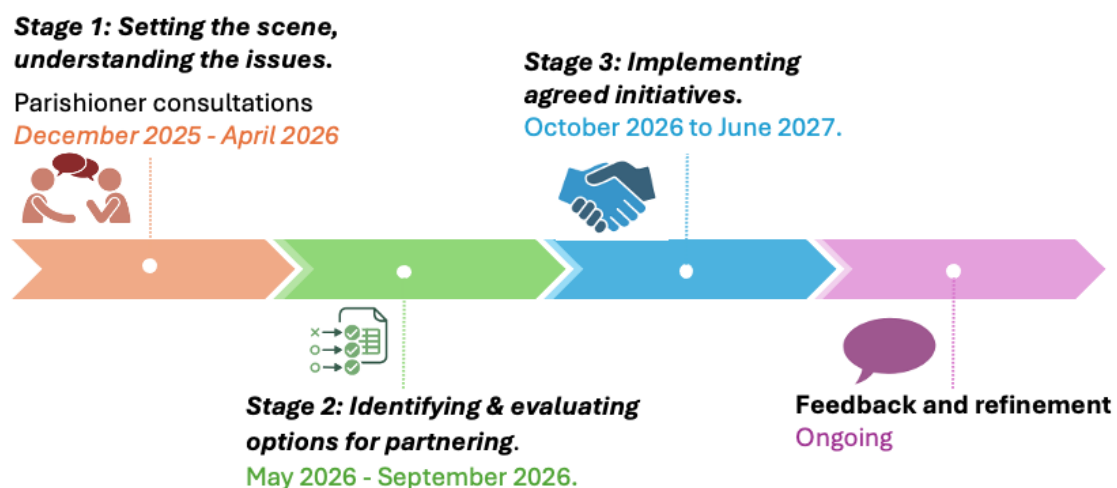 Stage 1: Setting the scene,
understanding the issues.
Parishioner consultations
December 2025 - April 2026
Stage 2: Identifying & evaluating
options for partnering.
May 2026 - September 2026.
Stage 3: Implementing
agreed initiatives.
October 2026 to June 2027.
Feedback and refinement
Ongoing